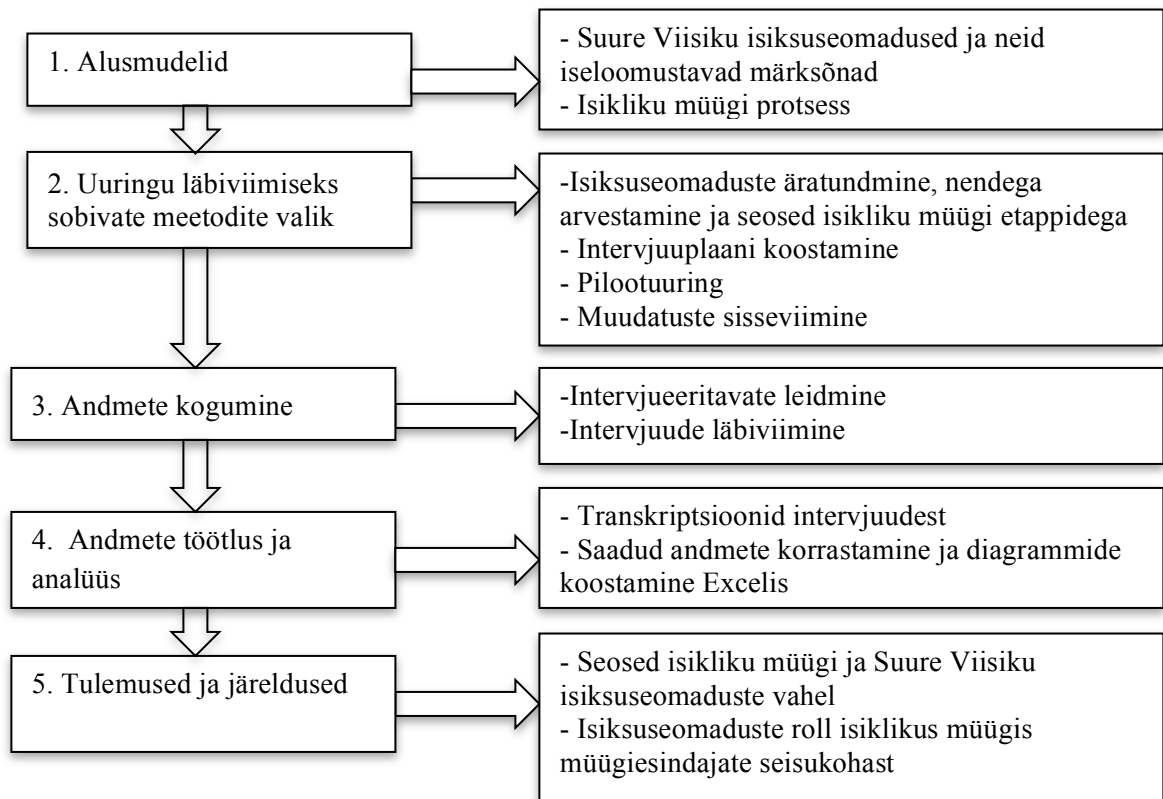 1. Alusmudelid
- Suure Viisiku isiksuseomadused ja neid
iseloomustavad märksõnad
- Isikliku müügi protsess
2. Uuringu läbiviimiseks
sobivate meetodite valik
-Isiksuseomaduste äratundmine, nendega
arvestamine ja seosed isikliku müügi etappidega
- Intervjuuplaani koostamine
- Pilootuuring
- Muudatuste sisseviimine
3. Andmete kogumine
-Intervjueeritavate leidmine
-Intervjuude läbiviimine
4. Andmete töötlus ja
analüüs
- Transkriptsioonid intervjuudest
- Saadud andmete korrastamine ja diagrammide
koostamine Excelis
5. Tulemused ja järeldused
- Seosed isikliku müügi ja Suure Viisiku
isiksuseomaduste vahel
- Isiksuseomaduste roll isiklikus müügis
müügiesindajate seisukohast